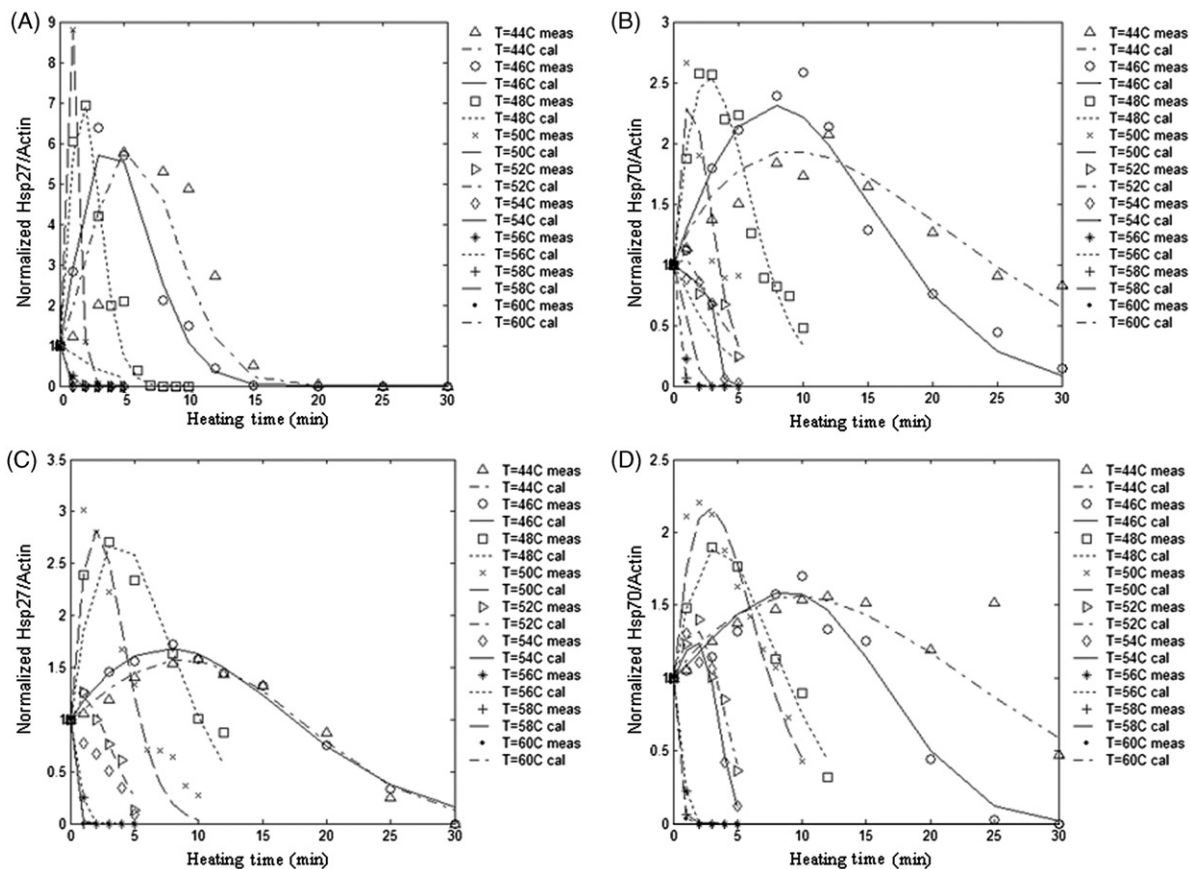 (A)
Normalized Hsp27/Actin
9
8
7
6
5
4
3
2
1
0
0 5 10 15 20 25 30
Heating time (min)
T=44C meas
T=44C cal
T=46C meas
T=46C cal
T=48C meas
T=48C cal
T=50C meas
T=50C cal
T=52C meas
T=52C cal
T=54C meas
T=54C cal
T=56C meas
T=56C cal
T=58C meas
T=58C cal
T=60C meas
T=60C cal
(B)
Normalized Hsp70/Actin
3
2.5
2
1.5
1
0.5
0
0 5 10 15 20 25 30
Heating time (min)
T=44C meas
T=44C cal
T=46C meas
T=46C cal
T=48C meas
T=48C cal
T=50C meas
T=50C cal
T=52C meas
T=52C cal
T=54C meas
T=54C cal
T=56C meas
T=56C cal
T=58C meas
T=58C cal
T=60C meas
T=60C cal
(C)
Normalized Hsp27/Actin
3.5
3
2.5
2
1.5
1
0.5
0
0 5 10 15 20 25 30
Heating time (min)
T=44C meas
T=44C cal
T=46C meas
T=46C cal
T=48C meas
T=48C cal
T=50C meas
T=50C cal
T=52C meas
T=52C cal
T=54C meas
T=54C cal
T=56C meas
T=56C cal
T=58C meas
T=58C cal
T=60C meas
T=60C cal
(D)
Normalized Hsp70/Actin
2.5
2
1.5
1
0.5
0
0 5 10 15 20 25 30
Heating time (min)
T=44C meas
T=44C cal
T=46C meas
T=46C cal
T=48C meas
T=48C cal
T=50C meas
T=50C cal
T=52C meas
T=52C cal
T=54C meas
T=54C cal
T=56C meas
T=56C cal
T=58C meas
T=58C cal
T=60C meas
T=60C cal